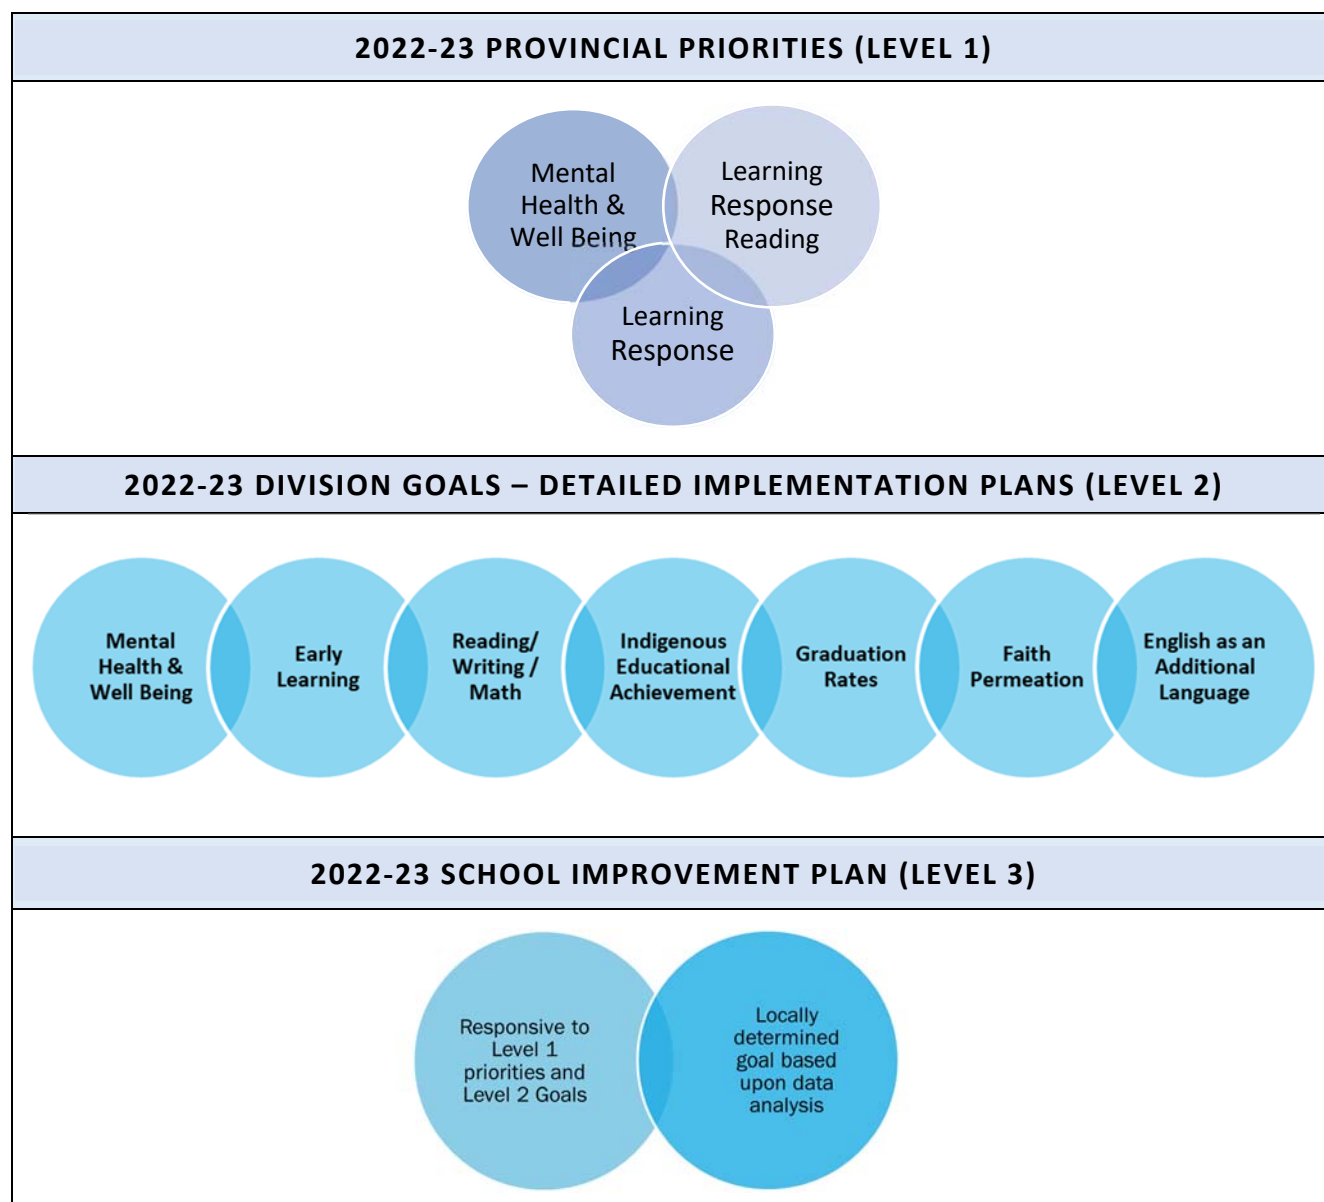 2022-23 PROVINCIAL PRIORITIES (LEVEL 1)
Mental
Health &
Well Being
Learning
Response
Reading
Learning
Response
2022-23 DIVISION GOALS – DETAILED IMPLEMENTATION PLANS (LEVEL 2)
Mental
Health &
Well Being
Early
Learning
Reading/
Writing /
Math
Indigenous
Educational
Achievement
Graduation
Rates
Faith
Permeation
English as an
Additional
Language
2022-23 SCHOOL IMPROVEMENT PLAN (LEVEL 3)
Responsive to
Level 1
priorities and
Level 2 Goals
Locally
determined
goal based
upon data
analysis